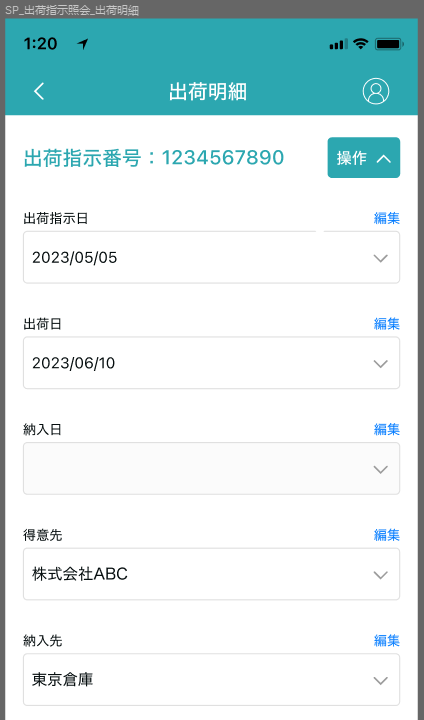 SP_出荷指示照会_出荷明細
1:20
出荷明細
出荷指示番号：1234567890
操作
出荷指示日
編集
2023/05/05
出荷日
編集
2023/06/10
納入日
編集
得意先
編集
株式会社ABC
納入先
編集
東京倉庫